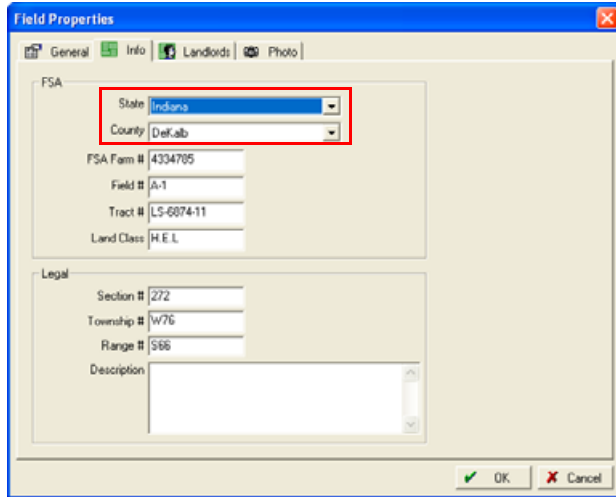 Field Properties
General Info Landlords Photo
FSA
State Indiana
County DeKalb
FSA Farm # 4334785
Field # A-1
Tract # LS-6874-11
Land Class H.E.L
Legal
Section # 272
Township # W76
Range # S66
Description
OK Cancel